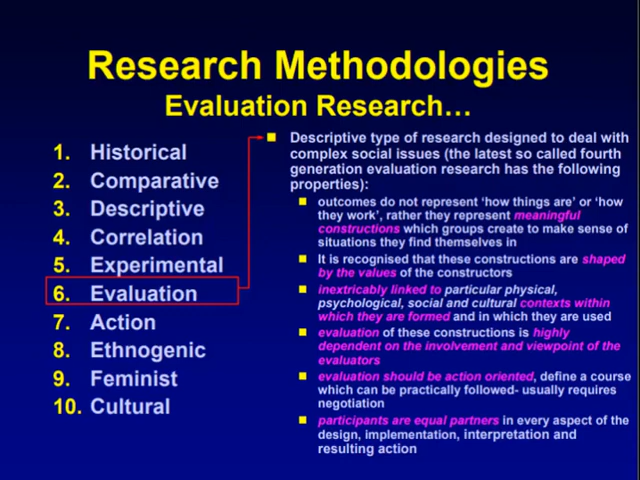 Research Methodologies
Evaluation Research…
1. Historical
2. Comparative
3. Descriptive
4. Correlation
5. Experimental
6. Evaluation
7. Action
8. Ethnogenic
9. Feminist
10. Cultural
Descriptive type of research designed to deal with
complex social issues (the latest so called fourth
generation evaluation research has the following
properties):
outcomes do not represent 'how things are' or 'how
they work', rather they represent meaningful
constructions which groups create to make sense of
situations they find themselves in
It is recognised that these constructions are shaped
by the values of the constructors
inextricably linked to particular physical,
psychological, social and cultural contexts within
which they are formed and in which they are used
evaluation of these constructions is highly
dependent on the involvement and viewpoint of the
evaluators
evaluation should be action oriented, define a course
which can be practically followed- usually requires
negotiation
participants are equal partners in every aspect of the
design, implementation, interpretation and
resulting action